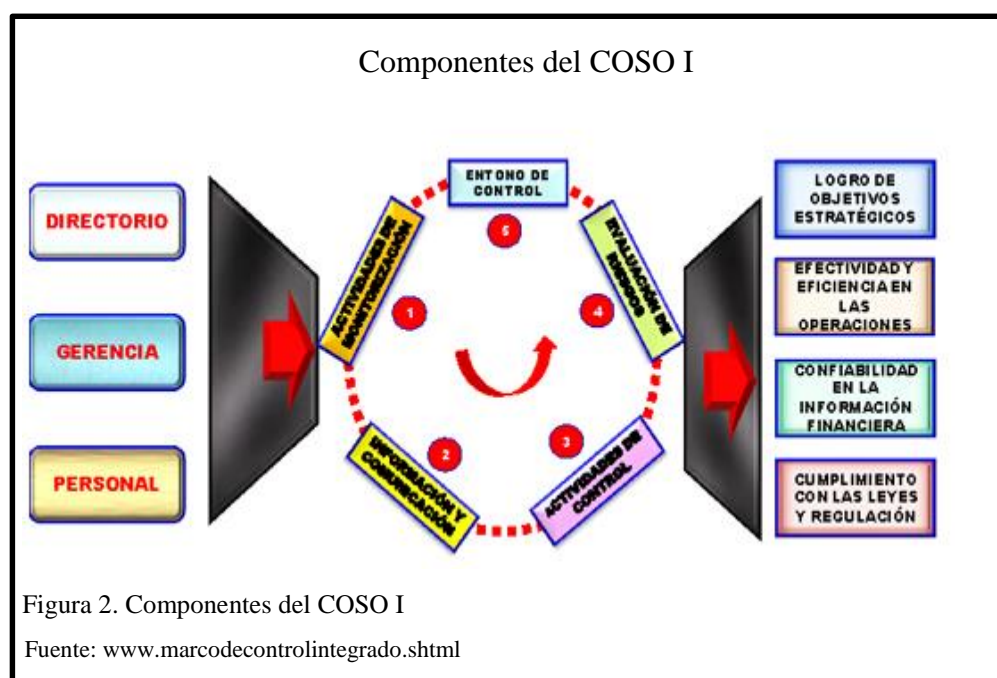 Componentes del COSO I
DIRECTORIO
GERENCIA
PERSONAL
ENTONO DE
CONTROL
5
ACTIVIDADES DE
MONITORIZACIÓN
1
EVALUACIÓN DE
RIESGOS
4
INFORMACIÓN Y
COMUNICACIÓN
2
ACTIVIDADES DE
CONTROL
3
LOGRO DE
OBJETIVOS
ESTRATÉGICOS
EFECTIVIDAD Y
EFICIENCIA EN
LAS
OPERACIONES
CONFIABILIDAD
EN LA
INFORMACIÓN
FINANCIERA
CUMPLIMIENTO
CON LAS LEYES
Y REGULACIÓN
Figura 2. Componentes del COSO I
Fuente: www.marcodecontrolintegrado.shtml